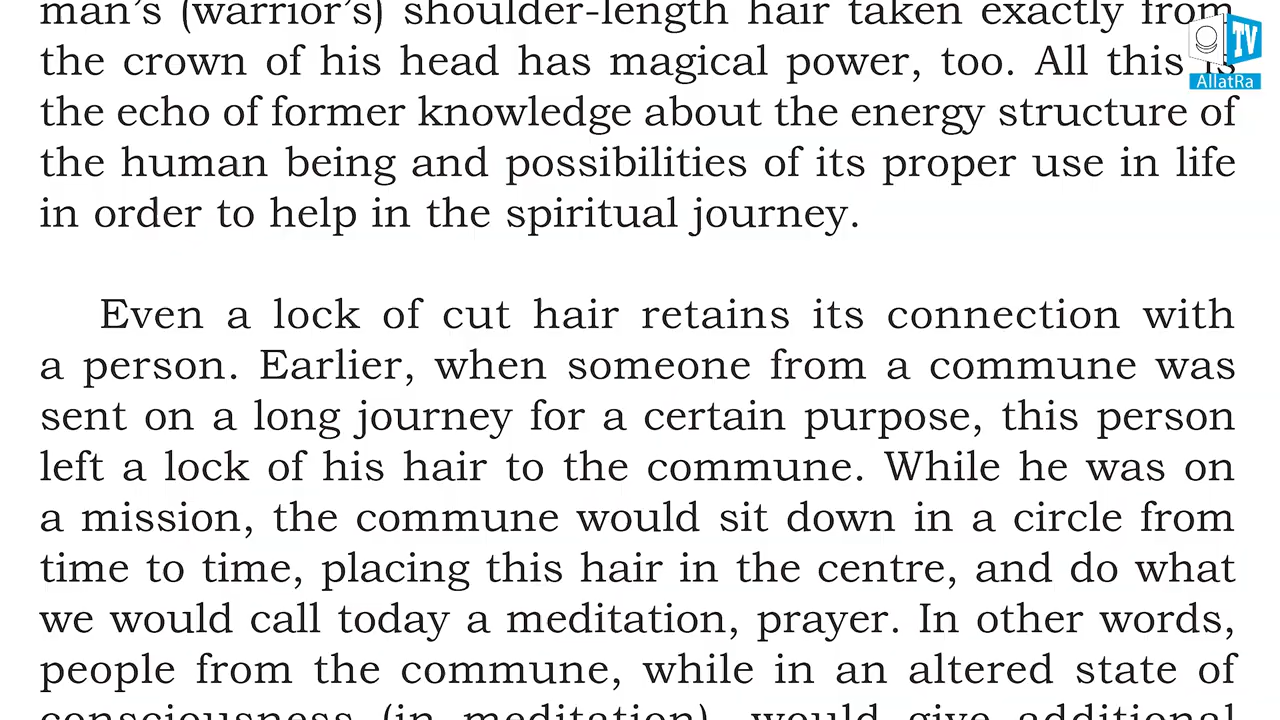 man's (warrior's) shoulder-length hair taken exactly from
the crown of his head has magical power, too. All this is
the echo of former knowledge about the energy structure of
the human being and possibilities of its proper use in life
in order to help in the spiritual journey.
Even a lock of cut hair retains its connection with
a person. Earlier, when someone from a commune was
sent on a long journey for a certain purpose, this person
left a lock of his hair to the commune. While he was on
a mission, the commune would sit down in a circle from
time to time, placing this hair in the centre, and do what
we would call today a meditation, prayer. In other words,
people from the commune, while in an altered state of
consciousness (in meditation), would give additional
TV
AllatRa